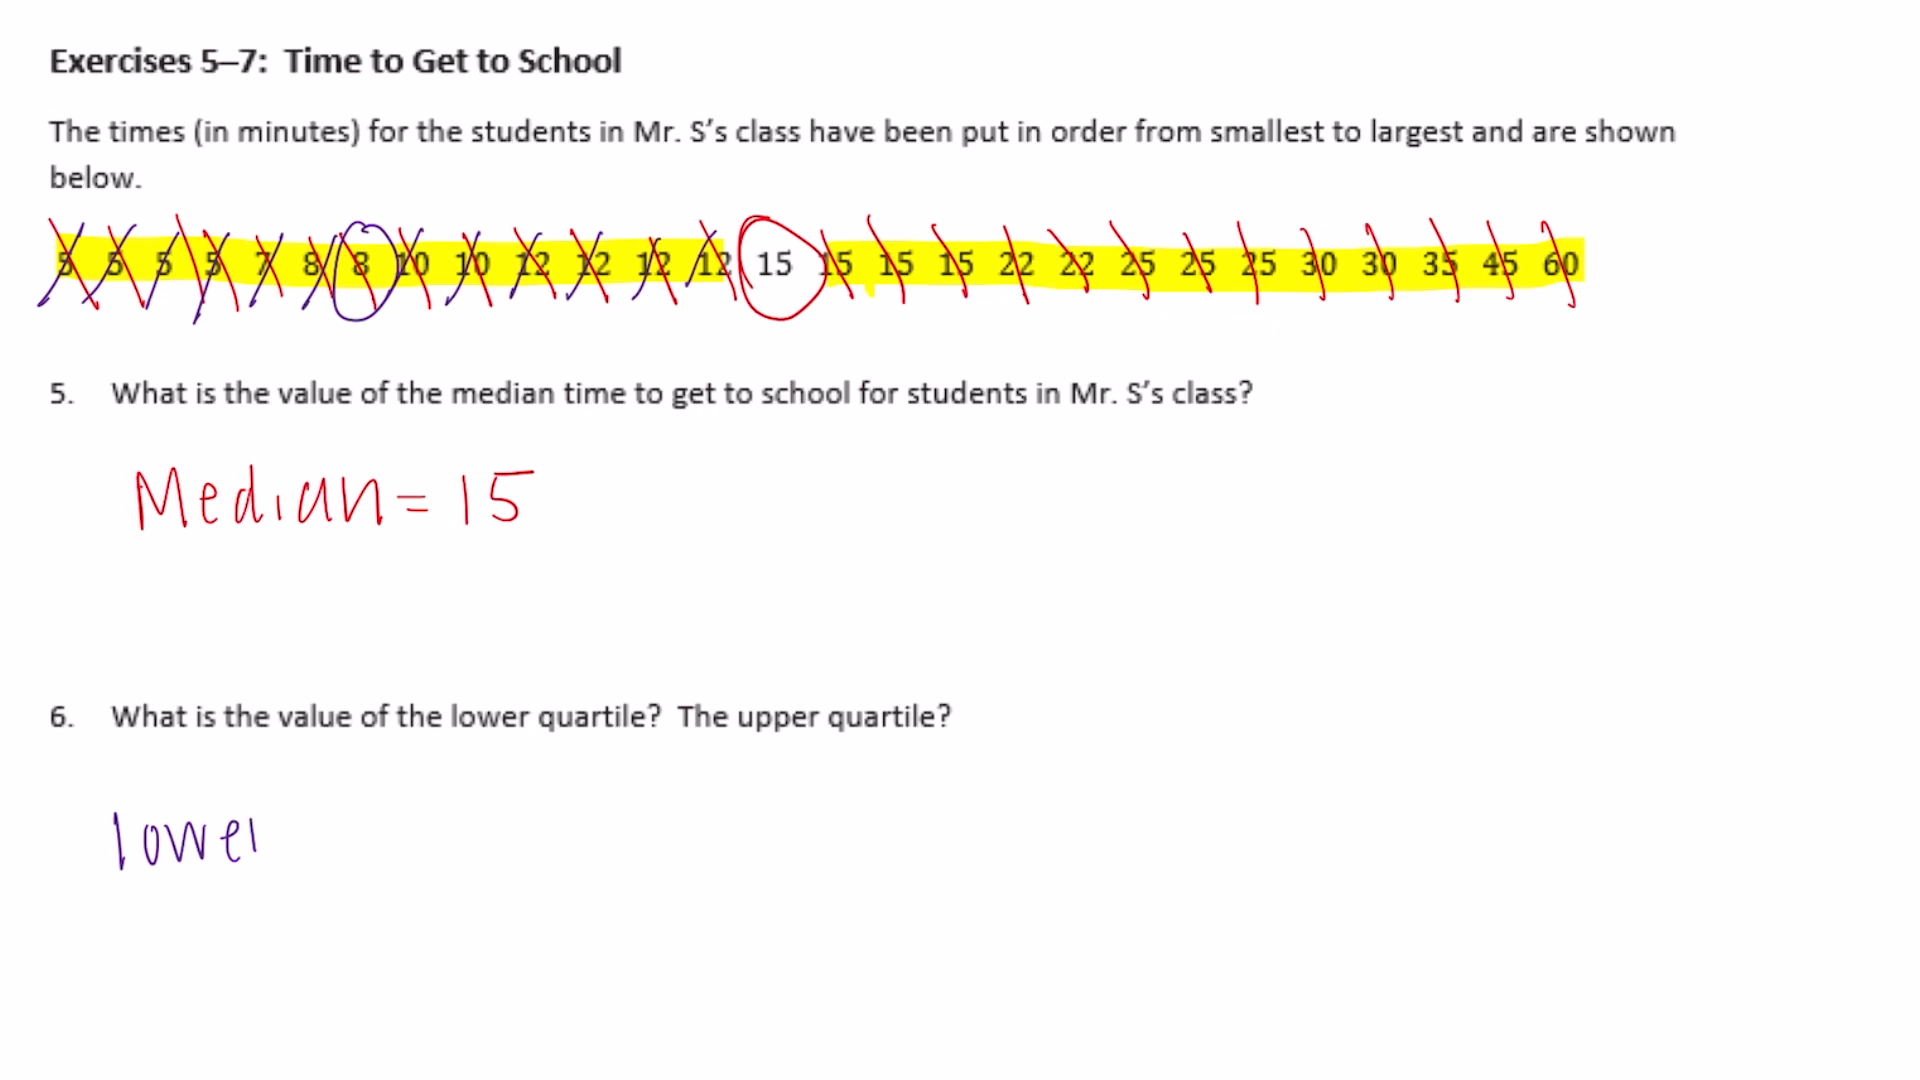 Exercises 5–7: Time to Get to School
The times (in minutes) for the students in Mr. S’s class have been put in order from smallest to largest and are shown
below.
5 5 5 5 7 8 8 10 10 12 12 12 12 15 15 15 15 22 22 25 25 25 30 30 35 45 60
5. What is the value of the median time to get to school for students in Mr. S’s class?
Median = 15
6. What is the value of the lower quartile? The upper quartile?
lower